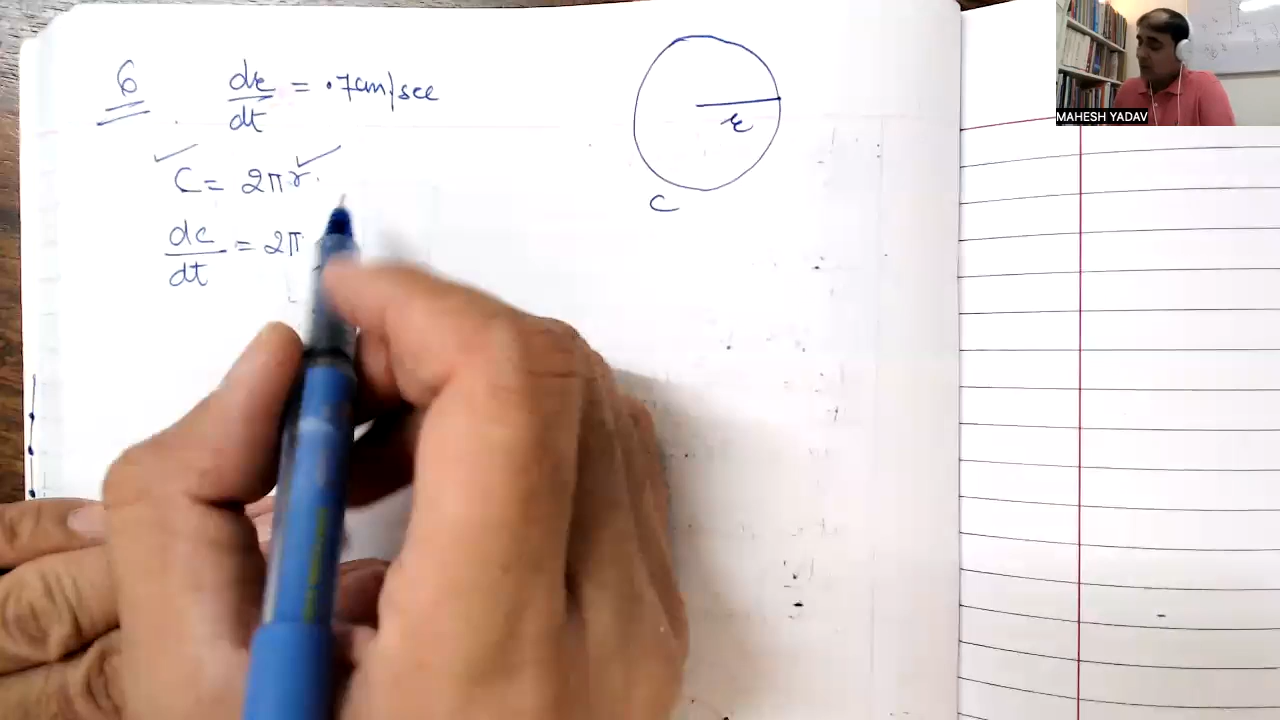 6 dr/dt = .7cm/sec
C = 2πr.
dc/dt = 2π
r
C
MAHESH YADAV